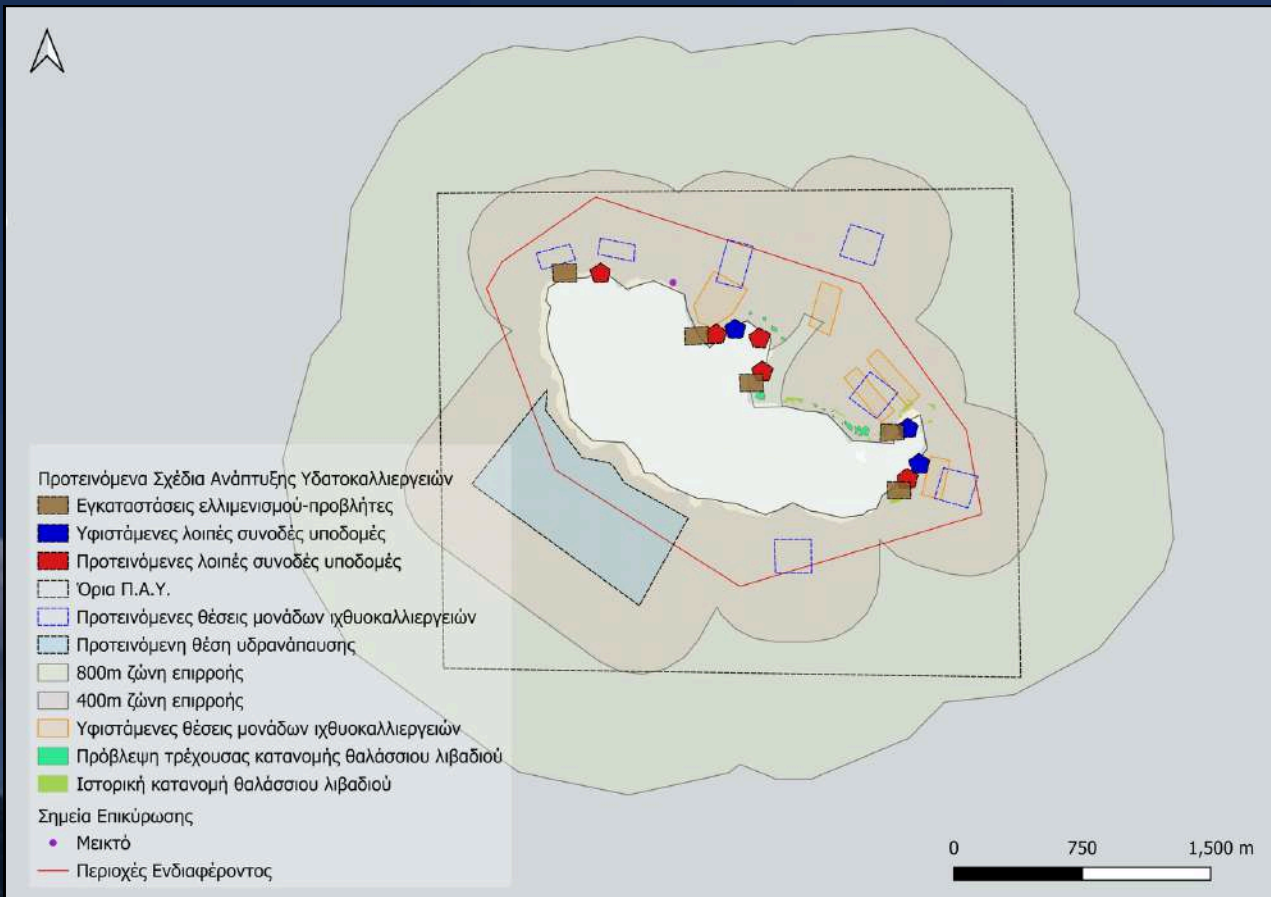 Προτεινόμενα Σχέδια Ανάπτυξης Υδατοκαλλιεργειών
Εγκαταστάσεις ελλιμενισμού-προβλήτες
Υφιστάμενες λοιπές συνοδές υποδομές
Προτεινόμενες λοιπές συνοδές υποδομές
Όρια Π.Α.Υ.
Προτεινόμενες θέσεις μονάδων ιχθυοκαλλιεργειών
Προτεινόμενη θέση υδρανάπαυσης
800m ζώνη επιρροής
400m ζώνη επιρροής
Υφιστάμενες θέσεις μονάδων ιχθυοκαλλιεργειών
Πρόβλεψη τρέχουσας κατανομής θαλάσσιου λιβαδιού
Ιστορική κατανομή θαλάσσιου λιβαδιού
Σημεία Επικύρωσης
Μεικτό
Περιοχές Ενδιαφέροντος
0 750 1,500 m